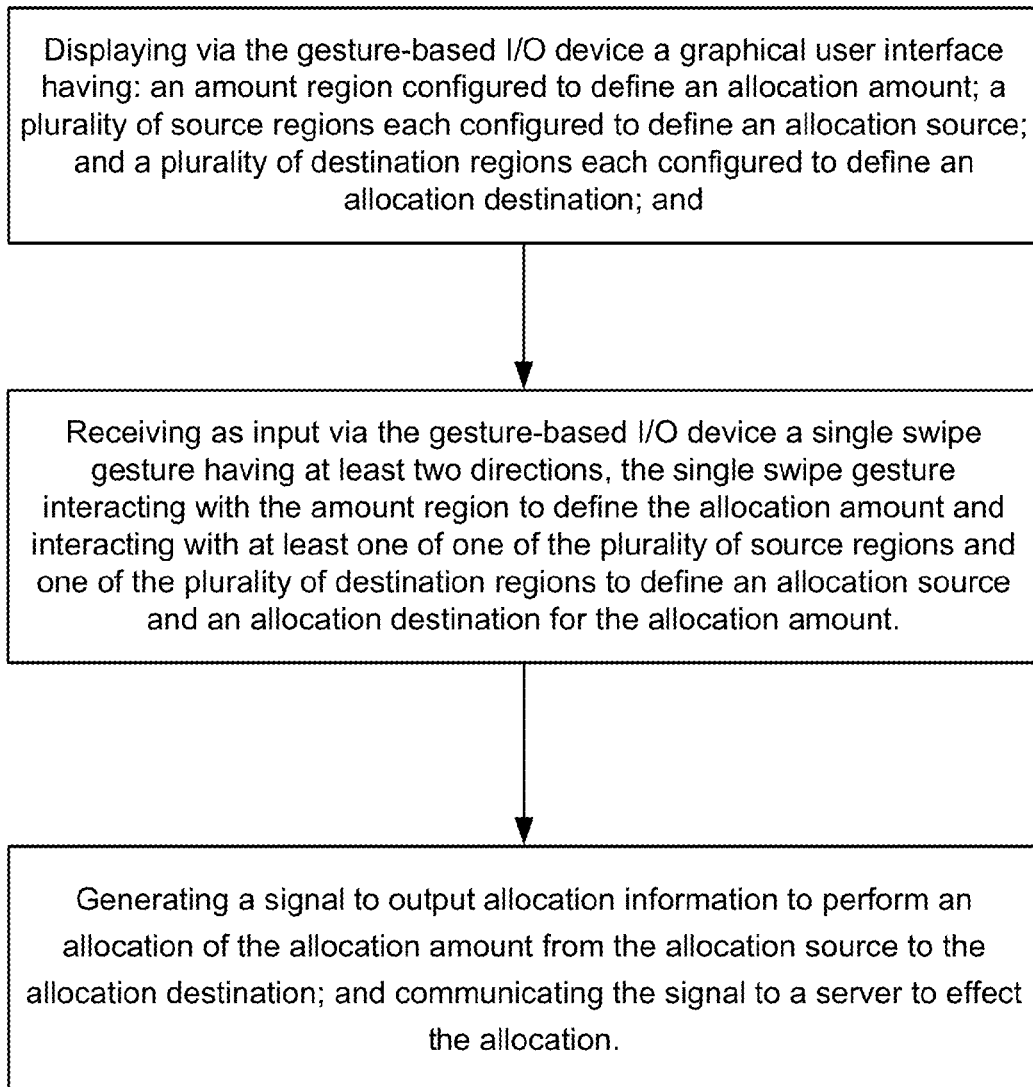 Displaying via the gesture-based I/O device a graphical user interface
having: an amount region configured to define an allocation amount; a
plurality of source regions each configured to define an allocation source;
and a plurality of destination regions each configured to define an
allocation destination; and
Receiving as input via the gesture-based I/O device a single swipe
gesture having at least two directions, the single swipe gesture
interacting with the amount region to define the allocation amount and
interacting with at least one of one of the plurality of source regions and
one of the plurality of destination regions to define an allocation source
and an allocation destination for the allocation amount.
Generating a signal to output allocation information to perform an
allocation of the allocation amount from the allocation source to the
allocation destination; and communicating the signal to a server to effect
the allocation.